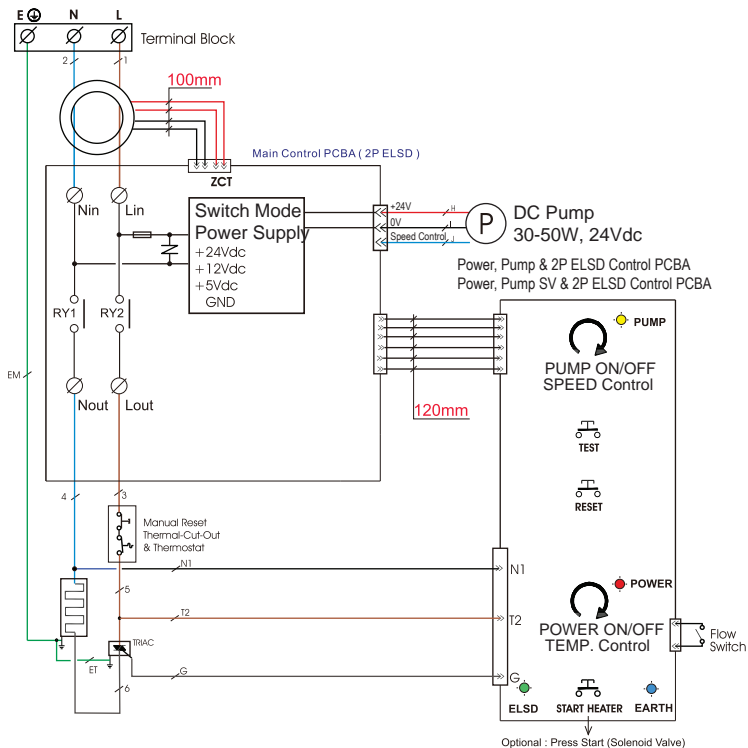 E N L
Terminal Block
2 1
100mm
Main Control PCBA ( 2P ELSD )
ZCT
Nin Lin
Switch Mode
Power Supply
+24Vdc
+12Vdc
+5Vdc
GND
+24V H
0V I
Speed Control J
P
DC Pump
30-50W, 24Vdc
Power, Pump & 2P ELSD Control PCBA
Power, Pump SV & 2P ELSD Control PCBA
RY1 RY2
PUMP
PUMP ON/OFF
SPEED Control
EM
Nout Lout
120mm
TEST
RESET
4 3
Manual Reset
Thermal-Cut-Out
& Thermostat
N1 N1
5
POWER
T2 T2
POWER ON/OFF
TEMP. Control
Flow
Switch
TRIAC
ET
G G
6
ELSD START HEATER EARTH
Optional : Press Start (Solenoid Valve)